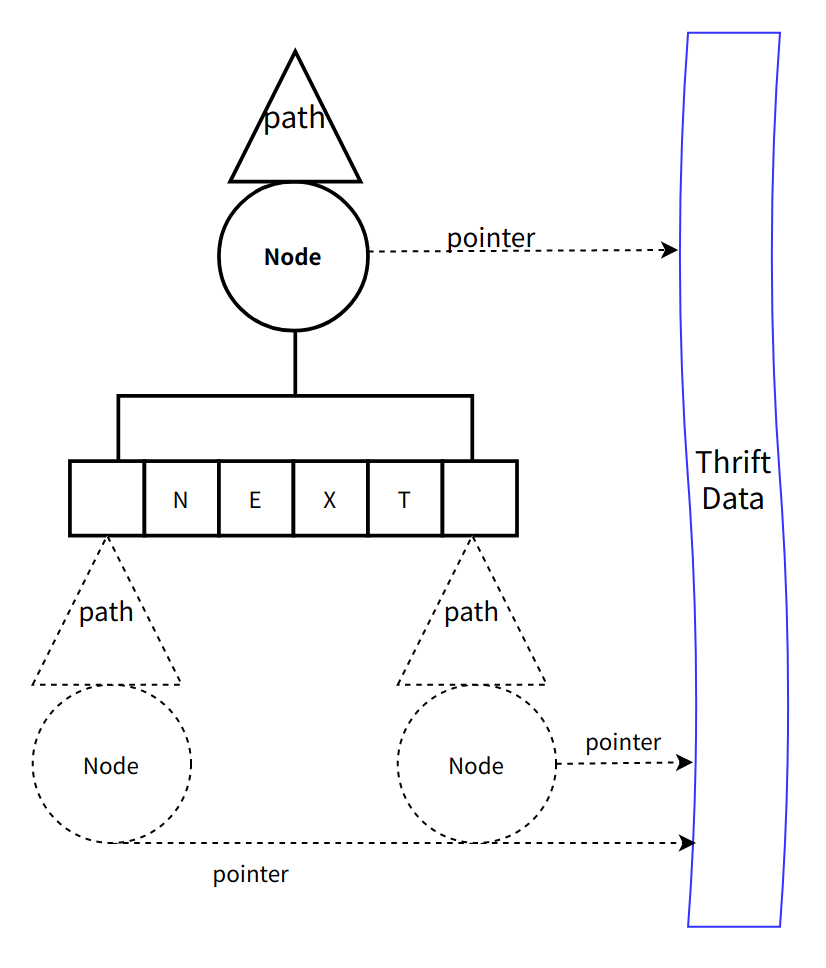 path
Node
pointer
Thrift
Data
N E X T
path
path
Node
Node
pointer
pointer